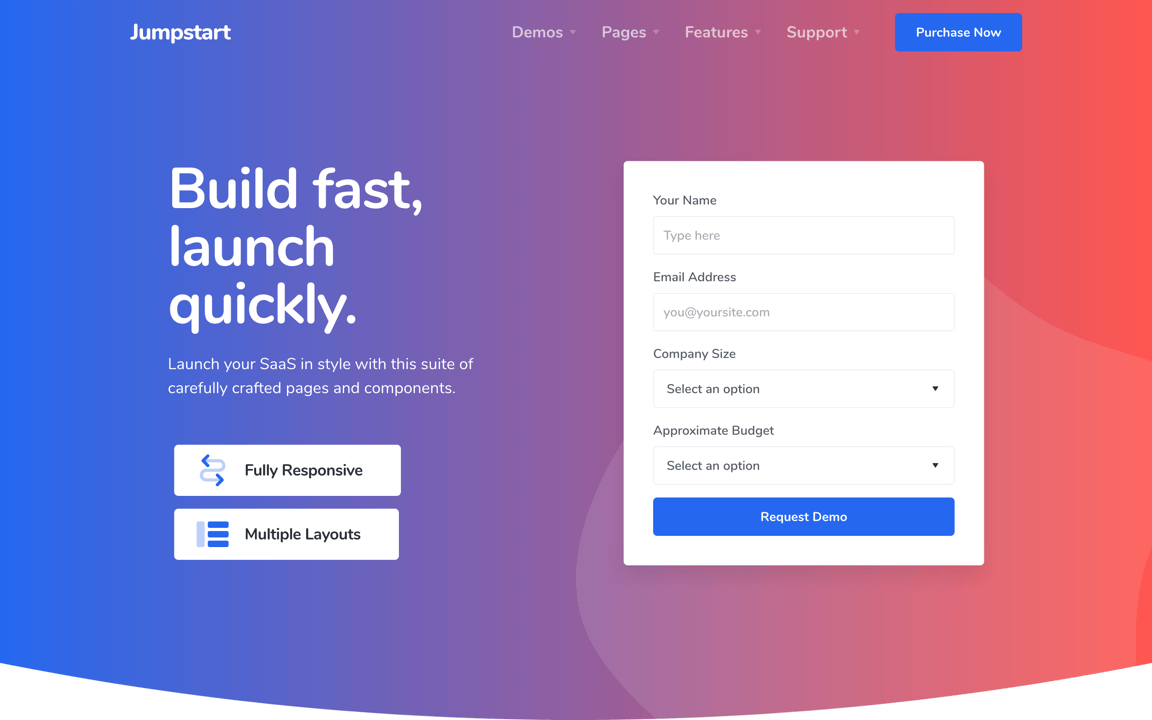 Jumpstart
Demos
Pages
Features
Support
Purchase Now
Build fast,
launch
quickly.
Launch your SaaS in style with this suite of
carefully crafted pages and components.
Fully Responsive
Multiple Layouts
Your Name
Type here
Email Address
you@yoursite.com
Company Size
Select an option
Approximate Budget
Select an option
Request Demo